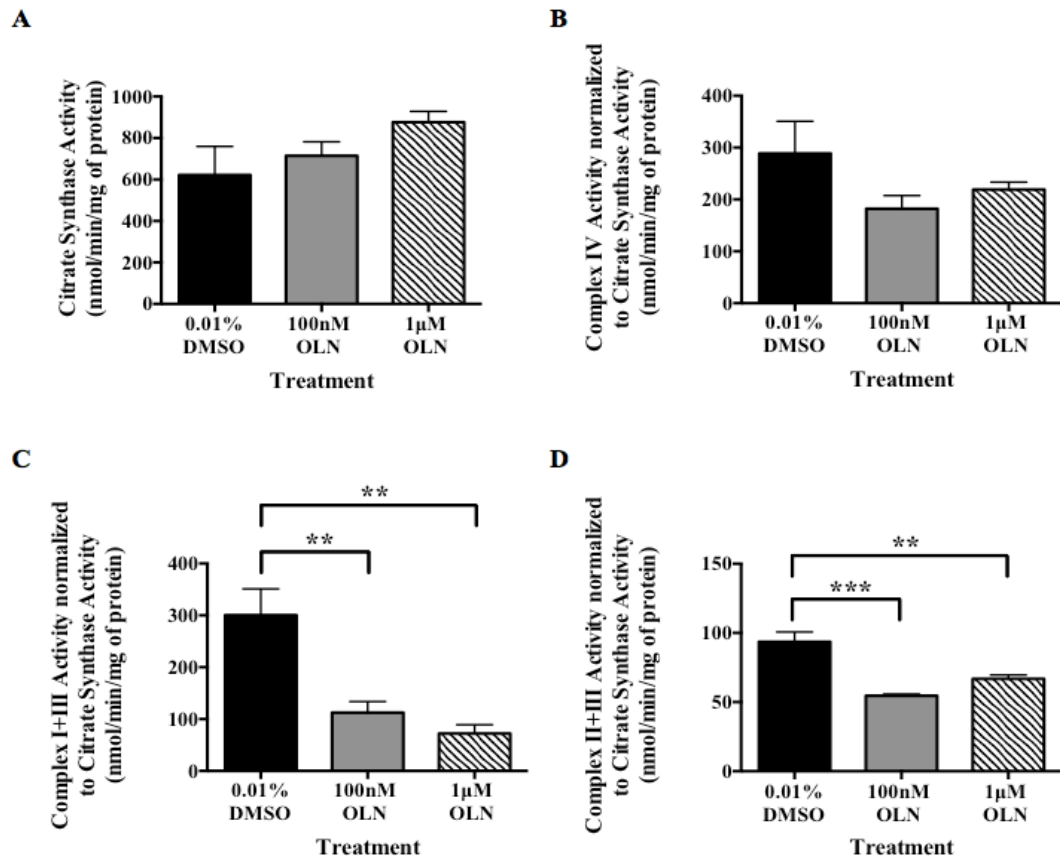 A
Citrate Synthase Activity
(nmol/min/mg of protein)
1000
800
600
400
200
0
0.01%
DMSO
100nM
OLN
1µM
OLN
Treatment
B
Complex IV Activity normalized
to Citrate Synthase Activity
(nmol/min/mg of protein)
400
300
200
100
0
0.01%
DMSO
100nM
OLN
1µM
OLN
Treatment
C
Complex I+III Activity normalized
to Citrate Synthase Activity
(nmol/min/mg of protein)
400
300
200
100
0
**
**
0.01%
DMSO
100nM
OLN
1µM
OLN
Treatment
D
Complex II+III Activity normalized
to Citrate Synthase Activity
(nmol/min/mg of protein)
150
100
50
0
**
***
0.01%
DMSO
100nM
OLN
1µM
OLN
Treatment